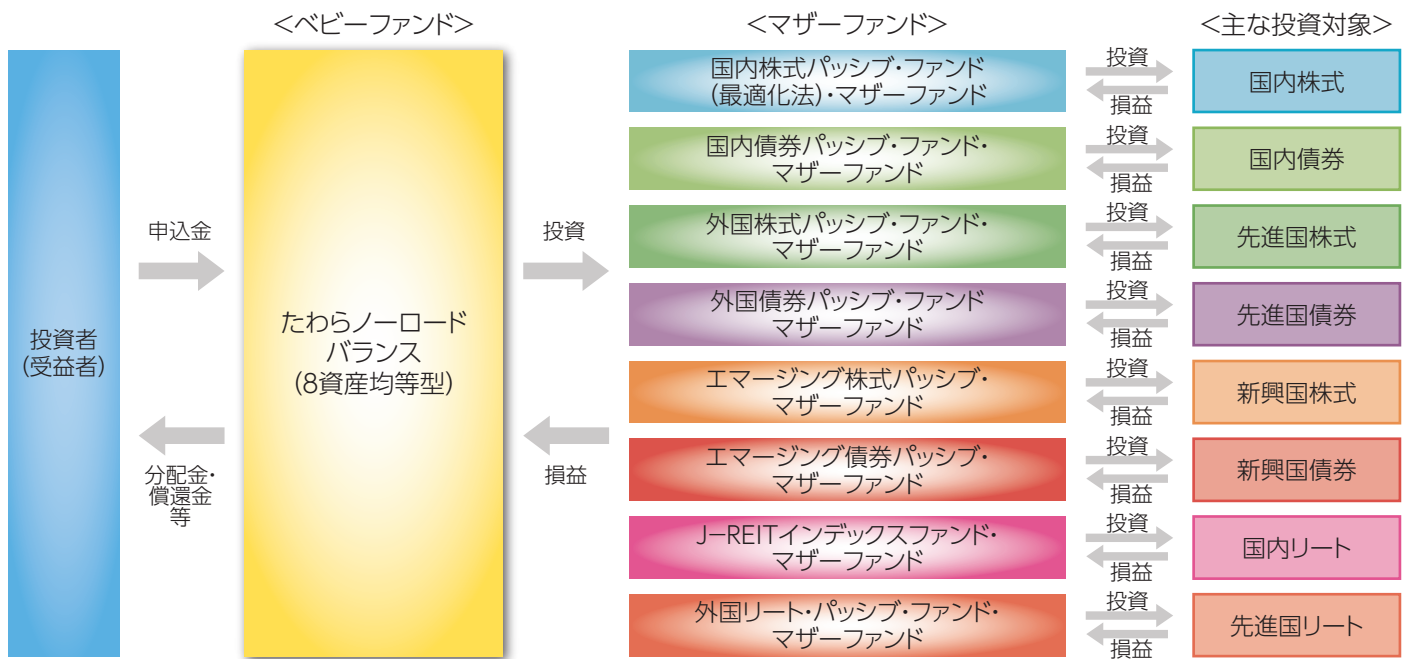 <ベビーファンド>
<マザーファンド>
<主な投資対象>
投資者
(受益者)
申込金
分配金・
償還金
等
たわらノーロード
バランス
(8資産均等型)
投資
損益
国内株式パッシブ・ファンド
(最適化法)・マザーファンド
投資
損益
国内株式
国内債券パッシブ・ファンド・
マザーファンド
投資
損益
国内債券
外国株式パッシブ・ファンド・
マザーファンド
投資
損益
先進国株式
外国債券パッシブ・ファンド
マザーファンド
投資
損益
先進国債券
エマージング株式パッシブ・
マザーファンド
投資
損益
新興国株式
エマージング債券パッシブ・
マザーファンド
投資
損益
新興国債券
J-REITインデックスファンド・
マザーファンド
投資
損益
国内リート
外国リート・パッシブ・ファンド・
マザーファンド
投資
損益
先進国リート